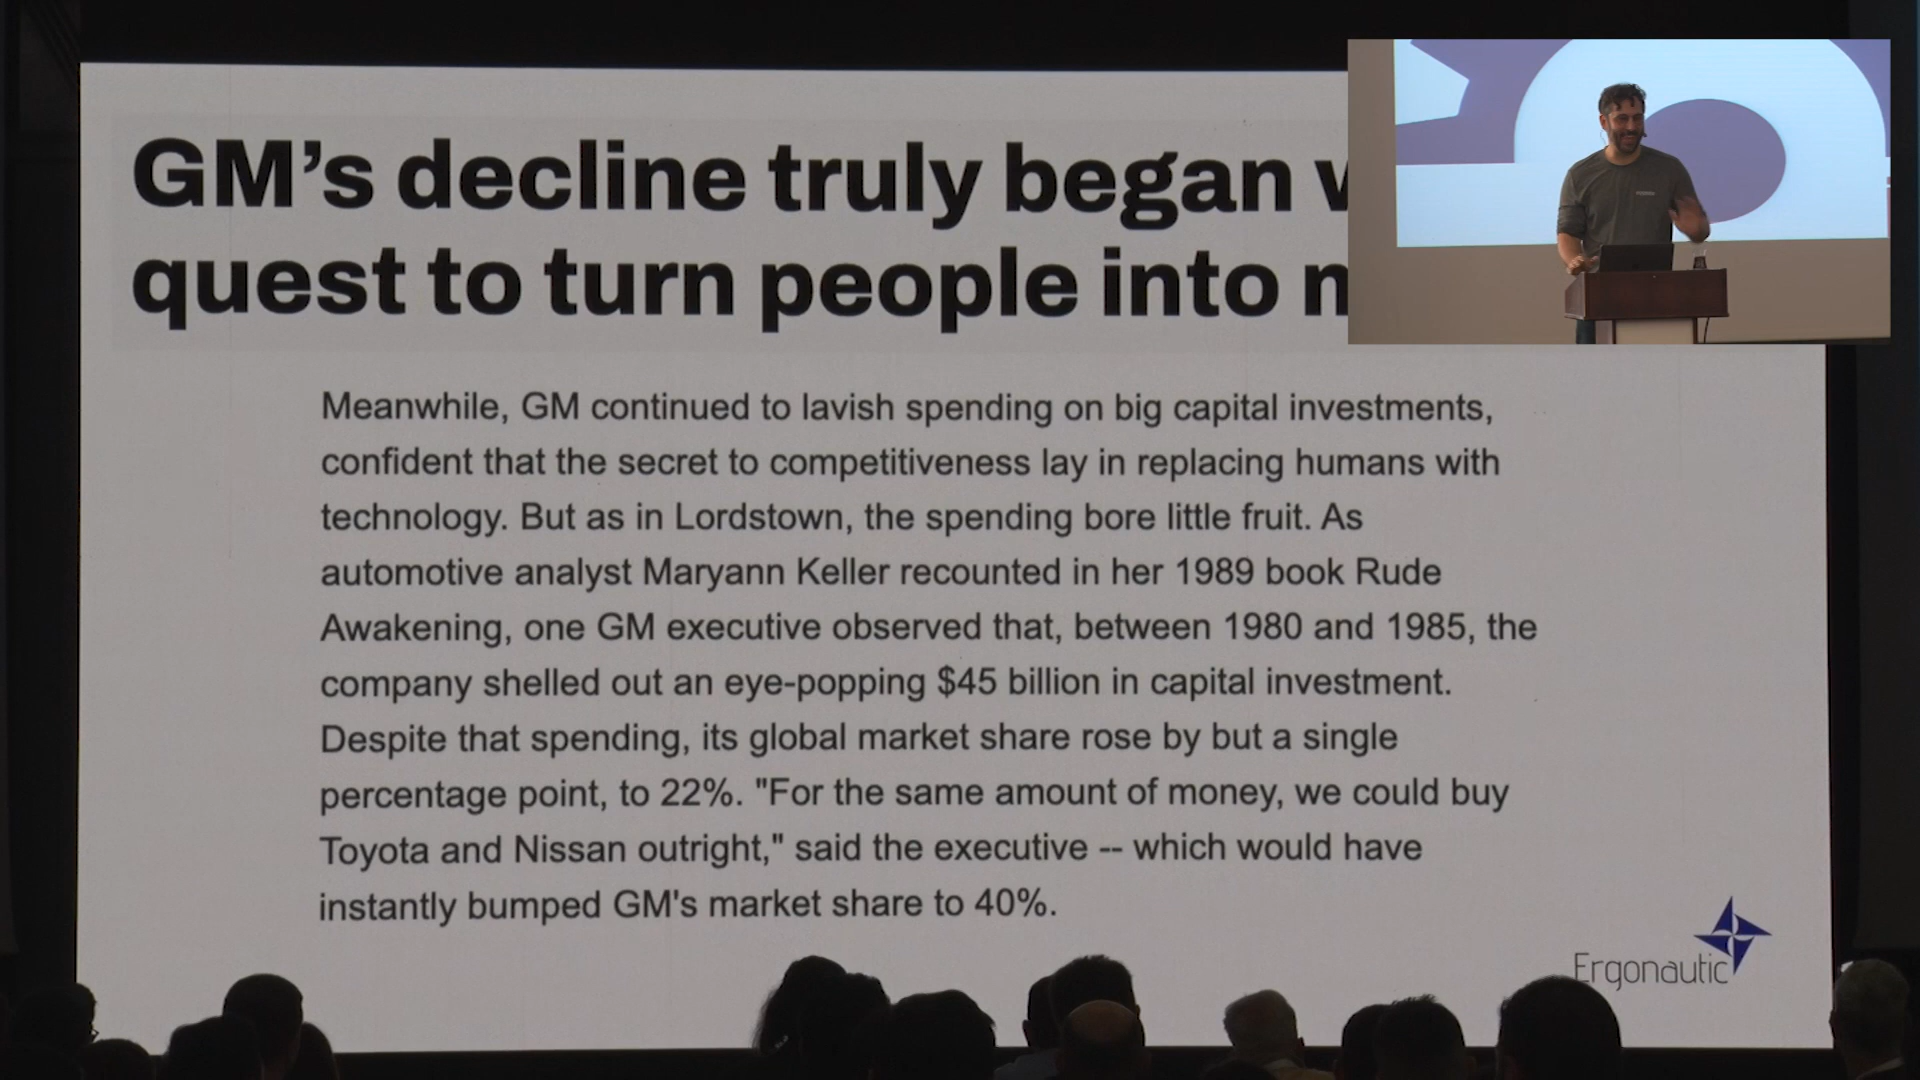 GM's decline truly began
quest to turn people into
Meanwhile, GM continued to lavish spending on big capital investments,
confident that the secret to competitiveness lay in replacing humans with
technology. But as in Lordstown, the spending bore little fruit. As
automotive analyst Maryann Keller recounted in her 1989 book Rude
Awakening, one GM executive observed that, between 1980 and 1985, the
company shelled out an eye-popping $45 billion in capital investment.
Despite that spending, its global market share rose by but a single
percentage point, to 22%. "For the same amount of money, we could buy
Toyota and Nissan outright," said the executive -- which would have
instantly bumped GM's market share to 40%.
Ergonautic